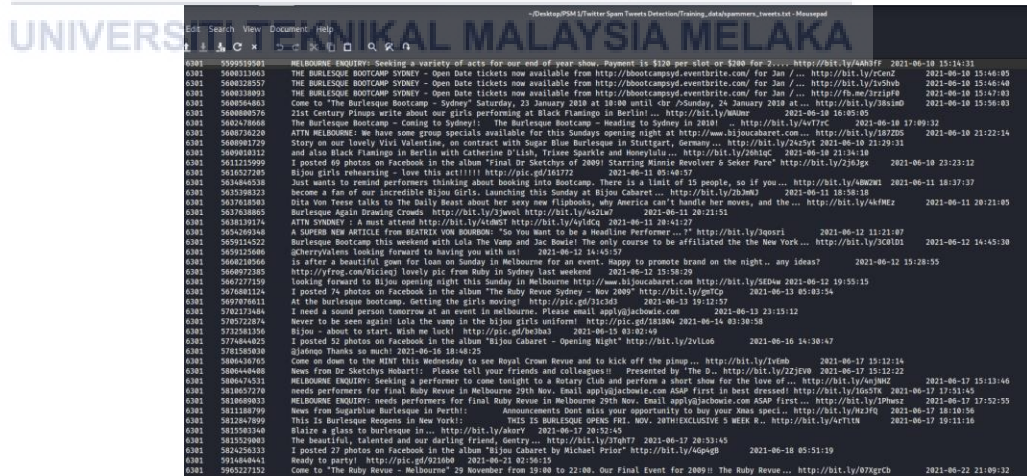 ~/Desktop/PSM 1/Twitter Spam Tweets Detection/Training_data/spammers_tweets.txt - Mousepad
Edit Search View Document Help
UNIVERSITI TEKNIKAL MALAYSIA MELAKA
6301 5599519501 MELBOURNE ENQUIRY: Seeking a variety of acts for our end of year show. Payment is $120 per slot or $200 for 2.... http://bit.ly/4Ah3ff 2021-06-10 15:14:31
6301 5600313663 THE BURLESQUE BOOTCAMP SYDNEY - Open Date tickets now available from http://bbootcampsyd.eventbrite.com/ for Jan /... http://bit.ly/rCenZ 2021-06-10 15:46:05
6301 5600328557 THE BURLESQUE BOOTCAMP SYDNEY - Open Date tickets now available from http://bbootcampsyd.eventbrite.com/ for Jan /... http://bit.ly/1v5hvb 2021-06-10 15:46:40
6301 5600338093 THE BURLESQUE BOOTCAMP SYDNEY - Open Date tickets now available from http://bbootcampsyd.eventbrite.com/ for Jan /... http://fb.me/3rzipF0 2021-06-10 15:47:03
6301 5600564863 Come to "The Burlesque Bootcamp - Sydney" Saturday, 23 January 2010 at 10:00 until <br />Sunday, 24 January 2010 at... http://bit.ly/38simD 2021-06-10 15:56:03
6301 5600800576 21st Century Pinups write about our girls performing at Black Flamingo in Berlin!... http://bit.ly/WAUmr 2021-06-10 16:05:05
6301 5602478668 The Burlesque Bootcamp - Coming to Sydney!: The Burlesque Bootcamp - Heading to Sydney in 2010! .. http://bit.ly/4vT7rC 2021-06-10 17:09:32
6301 5608736220 ATTN MELBOURNE: We have some group specials available for this Sundays opening night at http://www.bijoucabaret.com... http://bit.ly/187ZDS 2021-06-10 21:22:14
6301 5608901729 Story on our lovely Vivi Valentine, on contract with Sugar Blue Burlesque in Stuttgart, Germany... http://bit.ly/24z5yt 2021-06-10 21:29:31
6301 5609010312 and also Black Flamingo in Berlin with Catherine D'Lish, Trixee Sparkle and Honeylulu... http://bit.ly/26h1qC 2021-06-10 21:34:10
6301 5611215999 I posted 69 photos on Facebook in the album "Final Dr Sketchys of 2009! Starring Minnie Revolver & Seker Pare" http://bit.ly/2j6Jgx 2021-06-10 23:23:12
6301 5616527205 Bijou girls rehearsing - love this act!!!!! http://pic.gd/161772 2021-06-11 05:40:57
6301 5634846538 Just wants to remind performers thinking about booking into Bootcamp. There is a limit of 15 people, so if you... http://bit.ly/4BW2W1 2021-06-11 18:37:37
6301 5635398323 become a fan of our incredible Bijou Girls. Launching this Sunday at Bijou Cabaret... http://bit.ly/2bJmNJ 2021-06-11 18:58:18
6301 5637618503 Dita Von Teese talks to The Daily Beast about her sexy new flipbooks, why America can't handle her moves, and the... http://bit.ly/4kfMEz 2021-06-11 20:21:05
6301 5637638865 Burlesque Again Drawing Crowds http://bit.ly/3jwvol http://bit.ly/4s2Lw7 2021-06-11 20:21:51
6301 5638139174 ATTN SYNDNEY : A must attend http://bit.ly/4tdWST http://bit.ly/4yldCq 2021-06-11 20:41:27
6301 5654269348 A SUPERB NEW ARTICLE from BEATRIX VON BOURBON: "So You Want to be a Headline Performer...?" http://bit.ly/3qosri 2021-06-12 11:21:07
6301 5659114522 Burlesque Bootcamp this weekend with Lola The Vamp and Jac Bowie! The only course to be affiliated the the New York... http://bit.ly/3C0lD1 2021-06-12 14:45:30
6301 5659125606 @CherryValens looking forward to having you with us! 2021-06-12 14:45:57
6301 5660210566 is after a beautiful gown for loan on Sunday in Melbourne for an event. Happy to promote brand on the night.. any ideas? 2021-06-12 15:28:55
6301 5660972385 http://yfrog.com/0icieqj lovely pic from Ruby in Sydney last weekend 2021-06-12 15:58:29
6301 5667277159 looking forward to Bijou opening night this Sunday in Melbourne http://www.bijoucabaret.com http://bit.ly/5ED4w 2021-06-12 19:55:15
6301 5676801124 I posted 74 photos on Facebook in the album "The Ruby Revue Sydney - Nov 2009" http://bit.ly/gmTCp 2021-06-13 05:03:54
6301 5697076611 At the burlesque bootcamp. Getting the girls moving! http://pic.gd/31c3d3 2021-06-13 19:12:57
6301 5702173484 I need a sound person tomorrow at an event in melbourne. Please email apply@jacbowie.com 2021-06-13 23:15:12
6301 5705722874 Never to be seen again! Lola the vamp in the bijou girls uniform! http://pic.gd/181804 2021-06-14 03:30:58
6301 5732581356 Bijou - about to start. Wish me luck! http://pic.gd/be3ba3 2021-06-15 03:02:49
6301 5774844025 I posted 52 photos on Facebook in the album "Bijou Cabaret - Opening Night" http://bit.ly/2vlLo6 2021-06-16 14:30:47
6301 5781585030 @ja6nqo Thanks so much! 2021-06-16 18:48:25
6301 5806436765 Come on down to the MINT this Wednesday to see Royal Crown Revue and to kick off the pinup... http://bit.ly/IvEmb 2021-06-17 15:12:14
6301 5806440408 News from Dr Sketchys Hobart!: Please tell your friends and colleagues!! Presented by 'The D.. http://bit.ly/2ZjEV0 2021-06-17 15:12:22
6301 5806474531 MELBOURNE ENQUIRY: Seeking a performer to come tonight to a Rotary Club and perform a short show for the love of... http://bit.ly/4njNHZ 2021-06-17 15:13:46
6301 5810657270 needs performers for final Ruby Revue in Melbourne 29th Nov. Email apply@jacbowie.com ASAP first in best dressed! http://bit.ly/1Gs5TK 2021-06-17 17:51:45
6301 5810689033 MELBOURNE ENQUIRY: needs performers for final Ruby Revue in Melbourne 29th Nov. Email apply@jacbowie.com ASAP first... http://bit.ly/1Phwsz 2021-06-17 17:52:55
6301 5811188799 News from Sugarblue Burlesque in Perth!: Announcements Dont miss your opportunity to buy your Xmas speci.. http://bit.ly/HzJfQ 2021-06-17 18:10:56
6301 5812847899 This Is Burlesque Reopens in New York!: THIS IS BURLESQUE OPENS FRI. NOV. 20TH!EXCLUSIVE 5 WEEK R.. http://bit.ly/4rTltN 2021-06-17 19:11:16
6301 5815503340 Blaize a glass to burlesque in... http://bit.ly/akorY 2021-06-17 20:52:45
6301 5815529003 The beautiful, talented and our darling friend, Gentry... http://bit.ly/3TqhT7 2021-06-17 20:53:45
6301 5824256333 I posted 27 photos on Facebook in the album "Bijou Cabaret by Michael Prior" http://bit.ly/4Gp4gB 2021-06-18 05:51:19
6301 5914840441 Ready to party! http://pic.gd/9216b0 2021-06-21 02:56:15
6301 5965227152 Come to "The Ruby Revue - Melbourne" 29 November from 19:00 to 22:00. Our Final Event for 2009!! The Ruby Revue... http://bit.ly/07XgrCb 2021-06-22 21:09:32